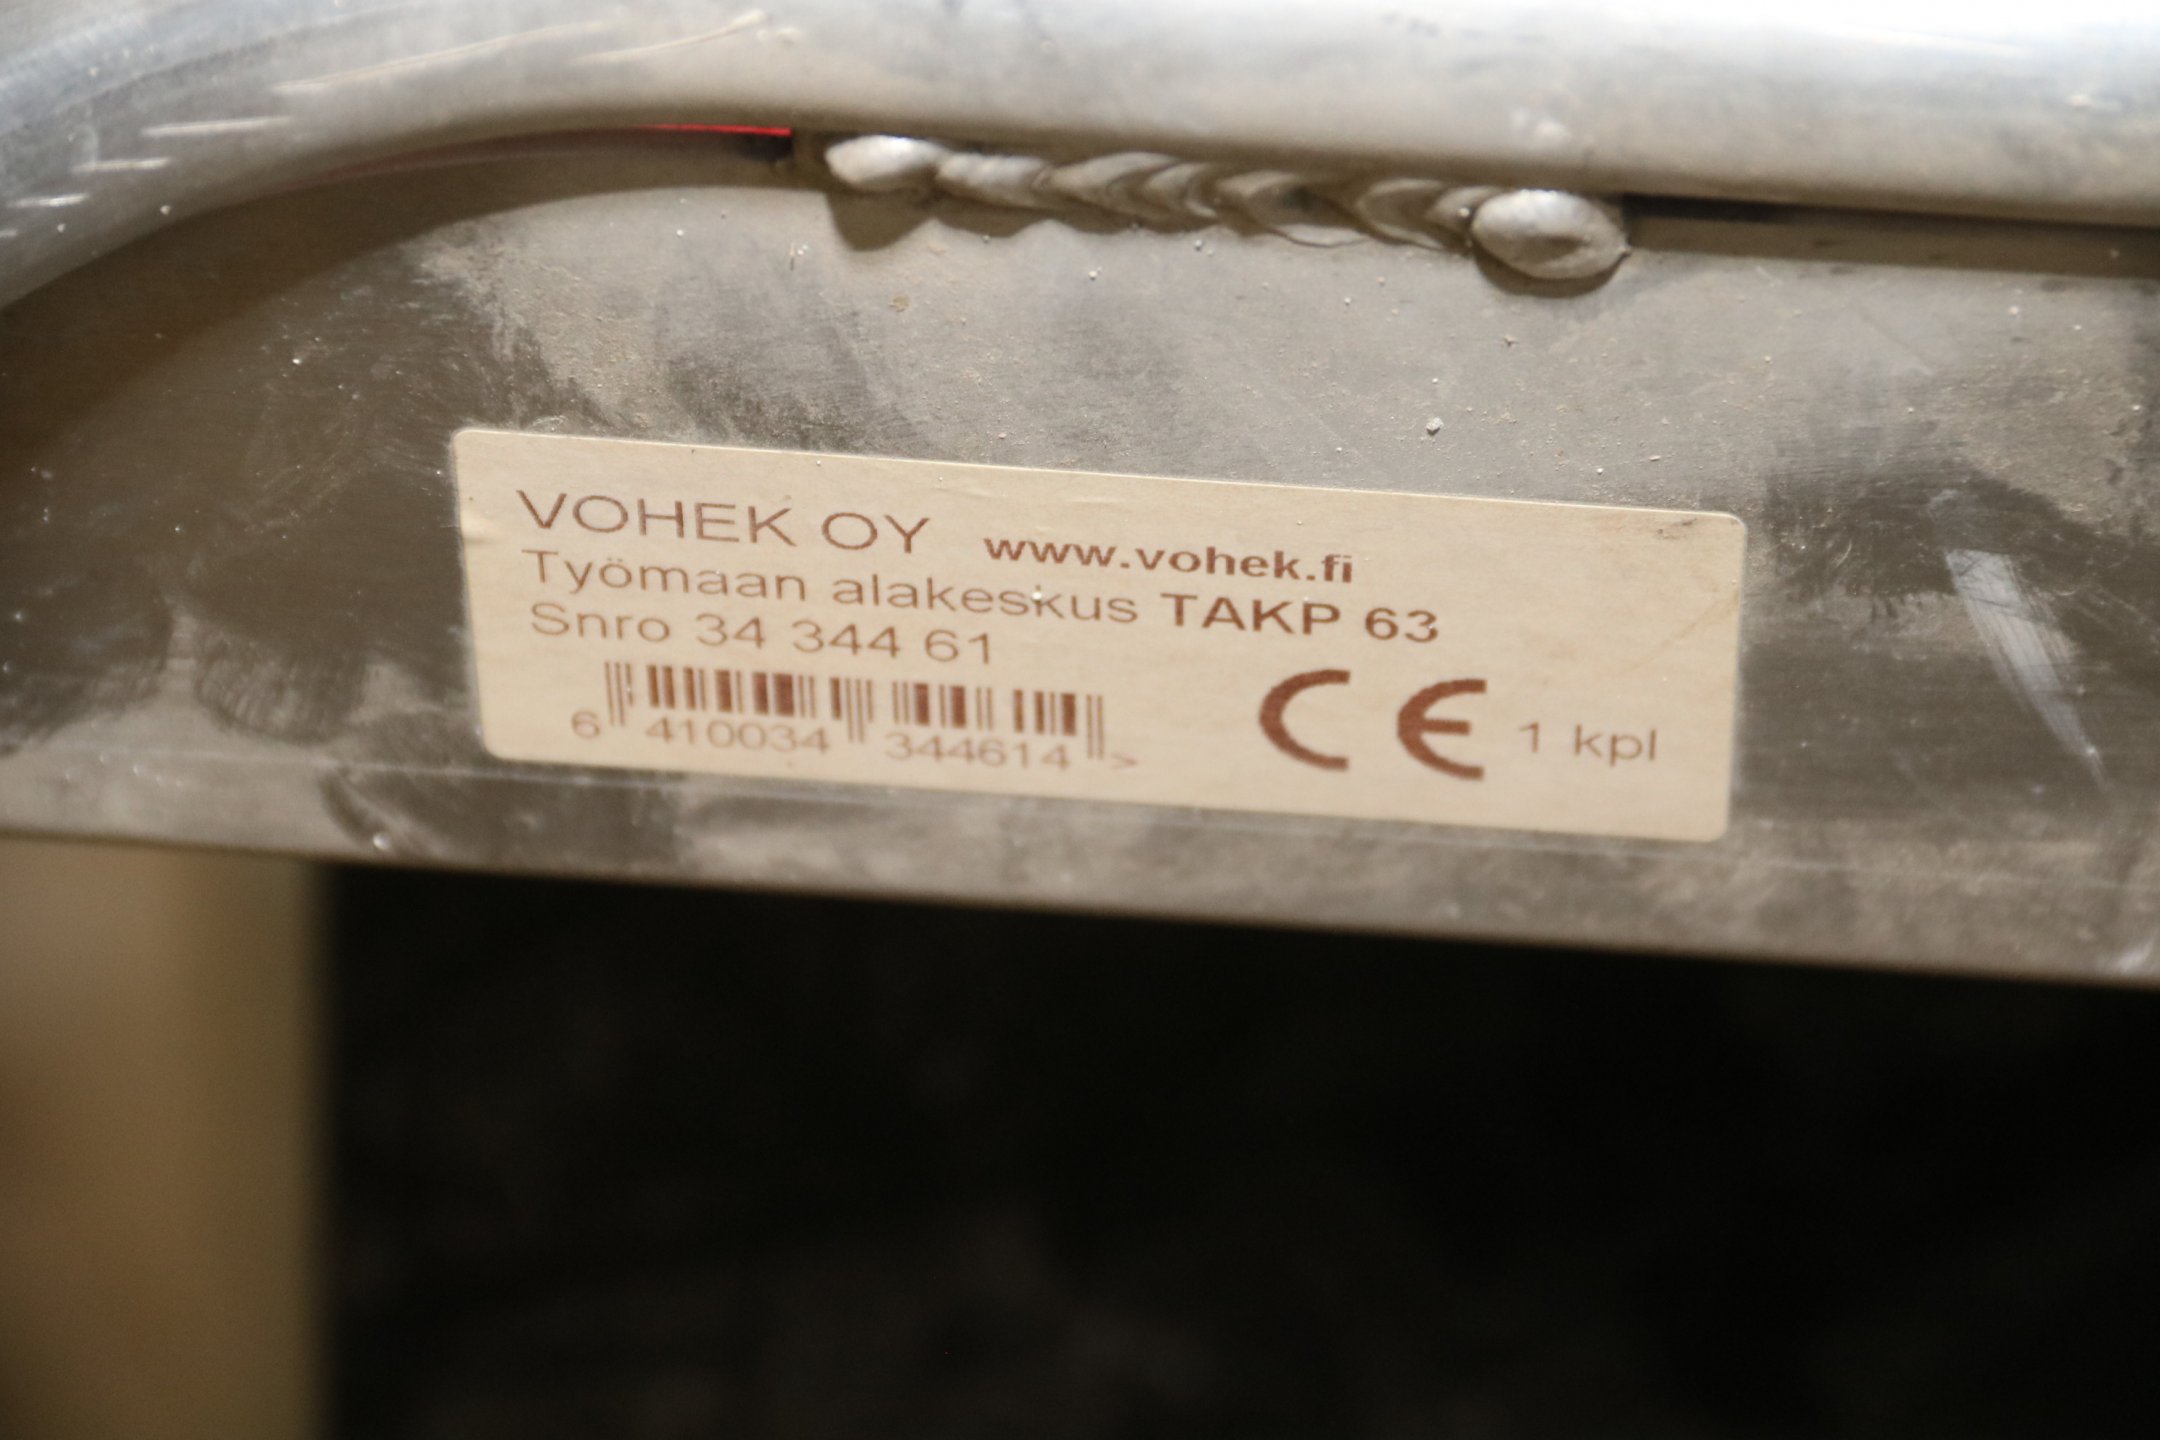 VOHEK OY www.vohek.fi
Työmaan alakeskus TAKP 63
Snro 34 344 61
6 410034 344614 >
CE 1 kpl